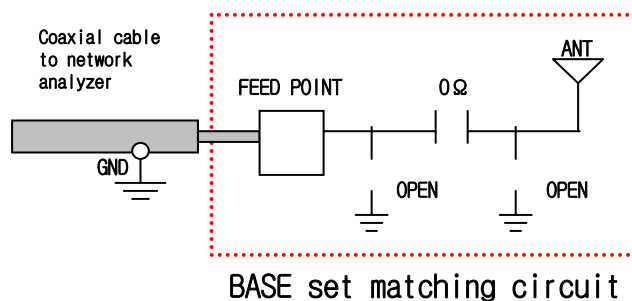 Coaxial cable
to network
analyzer
FEED POINT
0Ω
ANT
GND
OPEN
OPEN
BASE set matching circuit